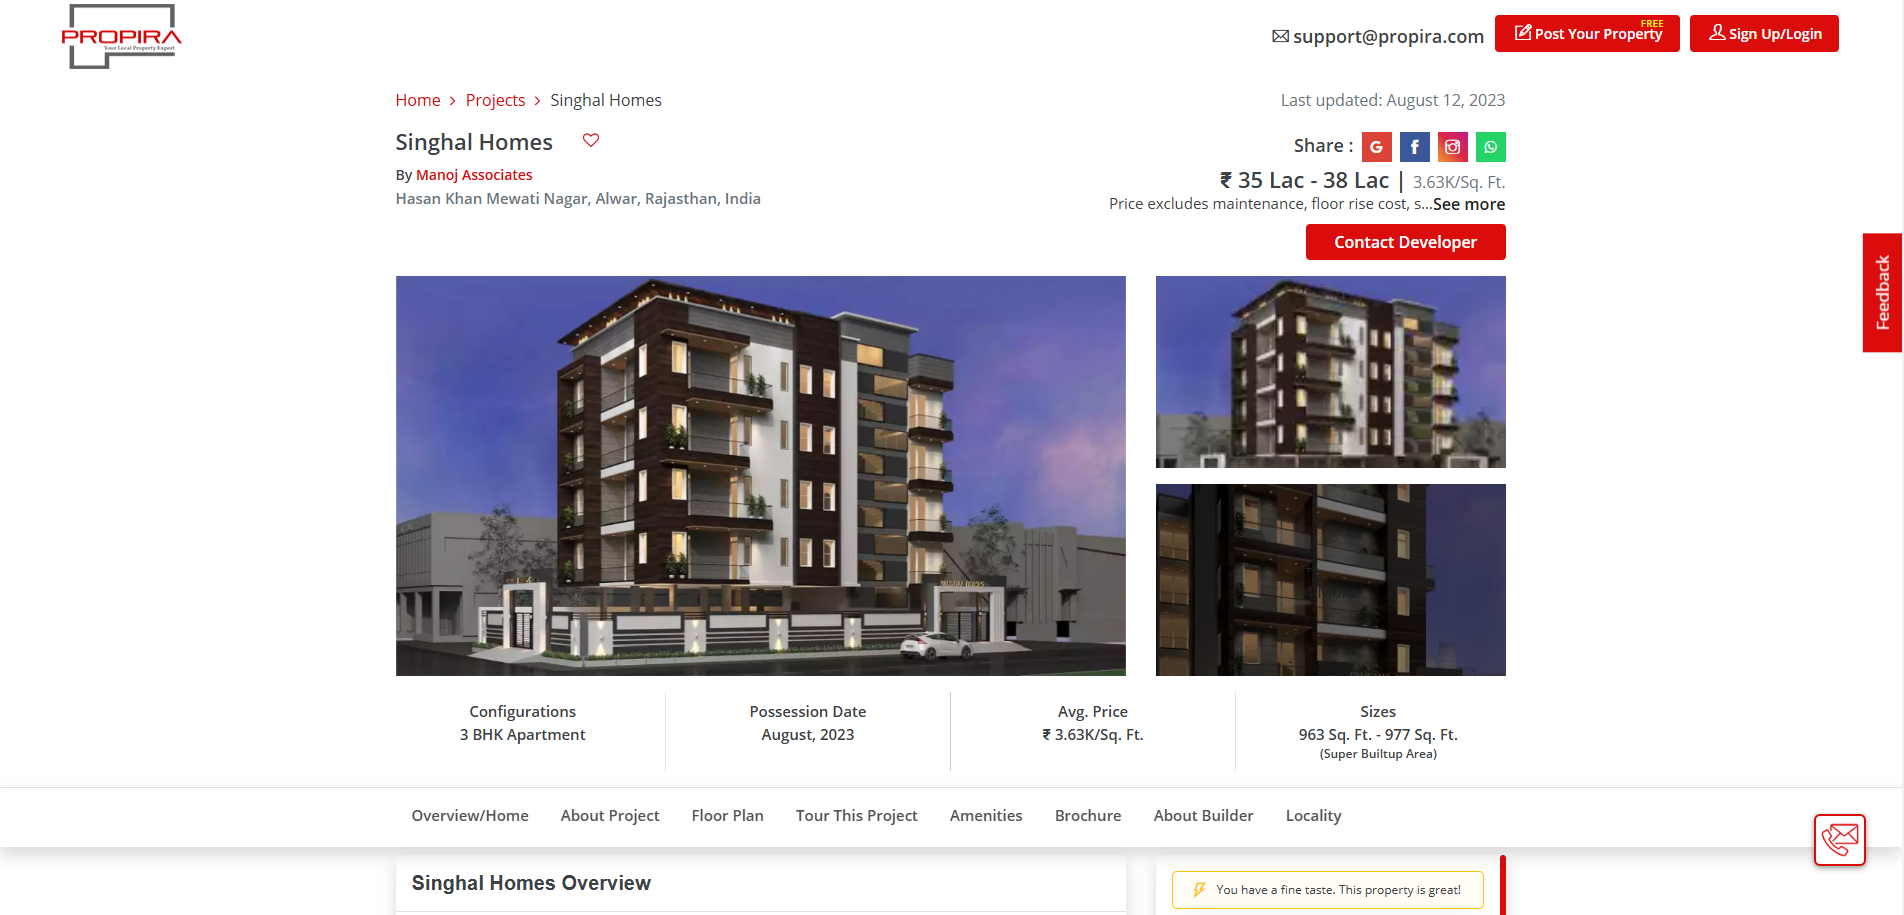 PROPIRA
Your Local Property Expert
support@propira.com
FREE
Post Your Property
Sign Up/Login
Home > Projects > Singhal Homes
Last updated: August 12, 2023
Singhal Homes
Share :
By Manoj Associates
₹ 35 Lac - 38 Lac | 3.63K/Sq. Ft.
Hasan Khan Mewati Nagar, Alwar, Rajasthan, India
Price excludes maintenance, floor rise cost, s...See more
Contact Developer
Feedback
Configurations
3 BHK Apartment
Possession Date
August, 2023
Avg. Price
₹ 3.63K/Sq. Ft.
Sizes
963 Sq. Ft. - 977 Sq. Ft.
(Super Builtup Area)
Overview/Home About Project Floor Plan Tour This Project Amenities Brochure About Builder Locality
Singhal Homes Overview
You have a fine taste. This property is great!